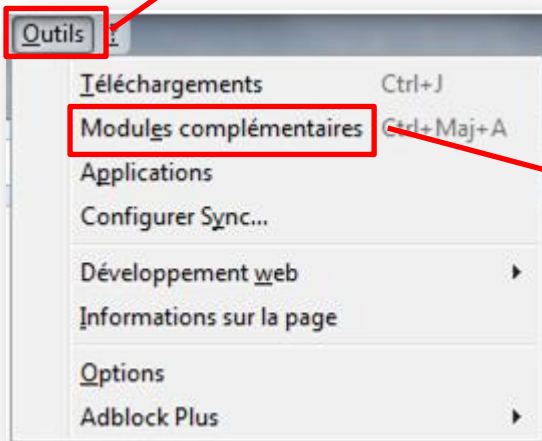 Outils ?
Téléchargements Ctrl+J
Modules complémentaires Ctrl+Maj+A
Applications
Configurer Sync...
Développement web
Informations sur la page
Options
Adblock Plus